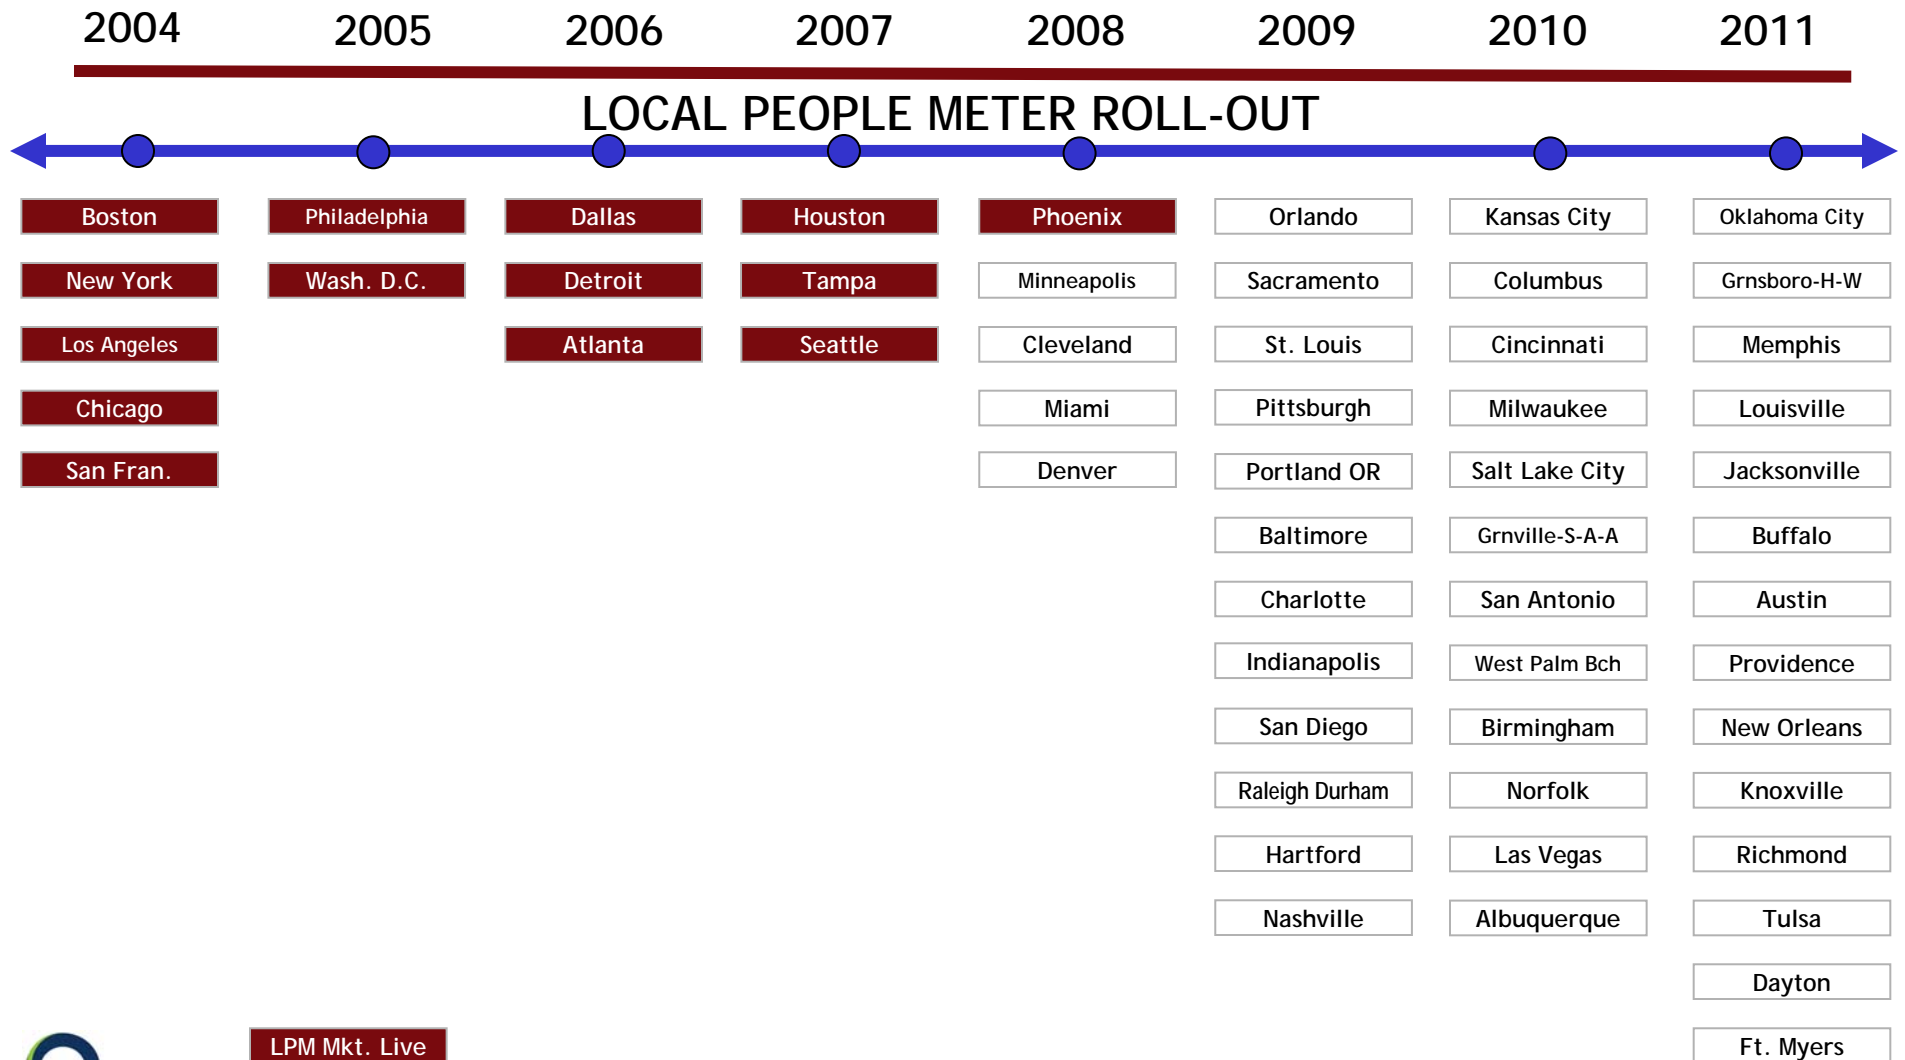 2004 2005 2006 2007 2008 2009 2010 2011
LOCAL PEOPLE METER ROLL-OUT
Boston Philadelphia Dallas Houston Phoenix Orlando Kansas City Oklahoma City
New York Wash. D.C. Detroit Tampa Minneapolis Sacramento Columbus Grnsboro-H-W
Los Angeles Atlanta Seattle Cleveland St. Louis Cincinnati Memphis
Chicago Miami Pittsburgh Milwaukee Louisville
San Fran. Denver Portland OR Salt Lake City Jacksonville
Baltimore Grnville-S-A-A Buffalo
Charlotte San Antonio Austin
Indianapolis West Palm Bch Providence
San Diego Birmingham New Orleans
Raleigh Durham Norfolk Knoxville
Hartford Las Vegas Richmond
Nashville Albuquerque Tulsa
Dayton
LPM Mkt. Live Ft. Myers